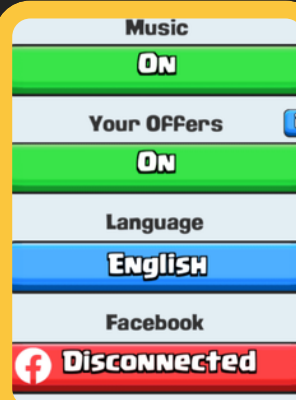 Music
On
Your Offers
On
Language
English
Facebook
Disconnected